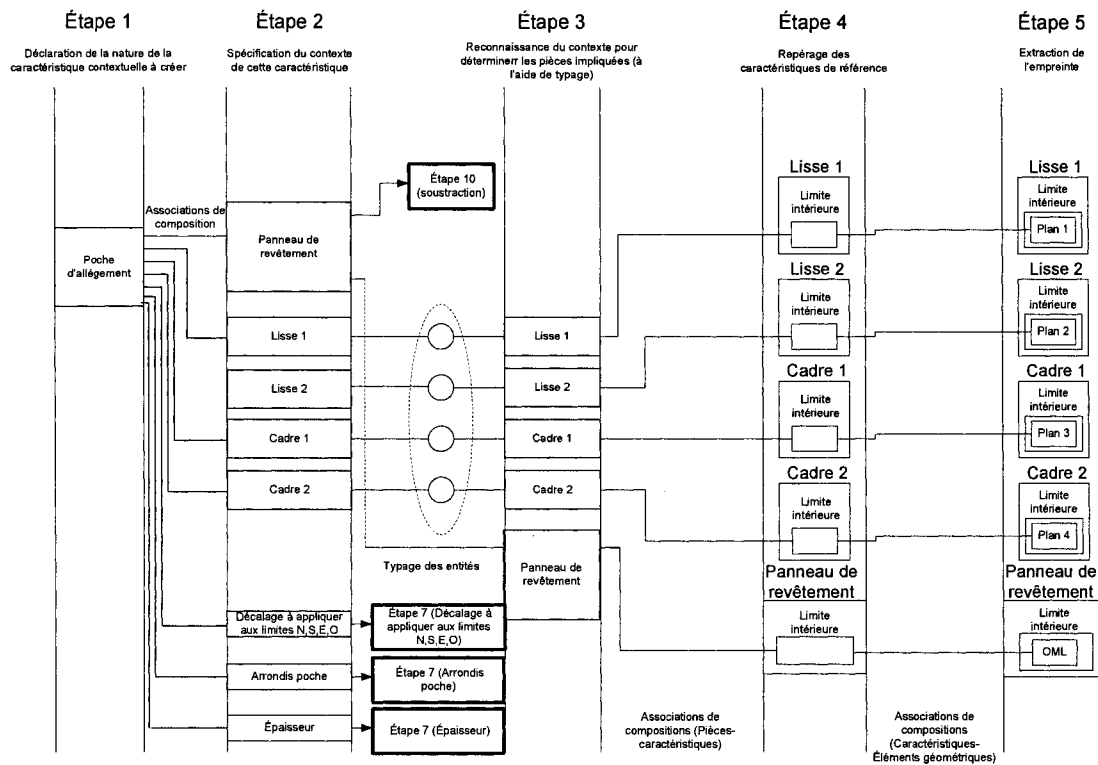 Étape 1
Étape 2
Étape 3
Étape 4
Étape 5
Déclaration de la nature de la
caractéristique contextuelle à créer
Spécification du contexte
de cette caractéristique
Reconnaissance du contexte pour
déterminerr les pièces impliquées (à
l'aide de typage)
Repérage des
caractéristiques de référence
Extraction de
l'empreinte
Associations de
composition
Poche
d'allégement
Panneau de
revêtement
Étape 10
(soustraction)
Lisse 1
Lisse 2
Cadre 1
Cadre 2
Typage des entités
Lisse 1
Lisse 2
Cadre 1
Cadre 2
Panneau de
revêtement
Décalage à appliquer
aux limites N,S,E,O
Étape 7 (Décalage à
appliquer aux limites
N,S,E,O)
Arrondis poche
Étape 7 (Arrondis
poche)
Épaisseur
Étape 7 (Épaisseur)
Lisse 1
Limite
intérieure
Lisse 2
Limite
intérieure
Cadre 1
Limite
intérieure
Cadre 2
Limite
intérieure
Panneau de
revêtement
Limite
intérieure
Lisse 1
Limite
intérieure
Plan 1
Lisse 2
Limite
intérieure
Plan 2
Cadre 1
Limite
intérieure
Plan 3
Cadre 2
Limite
intérieure
Plan 4
Panneau de
revêtement
Limite
intérieure
OML
Associations de
compositions (Pièces-
caractéristiques)
Associations de
compositions
(Caractéristiques-
Éléments géométriques)